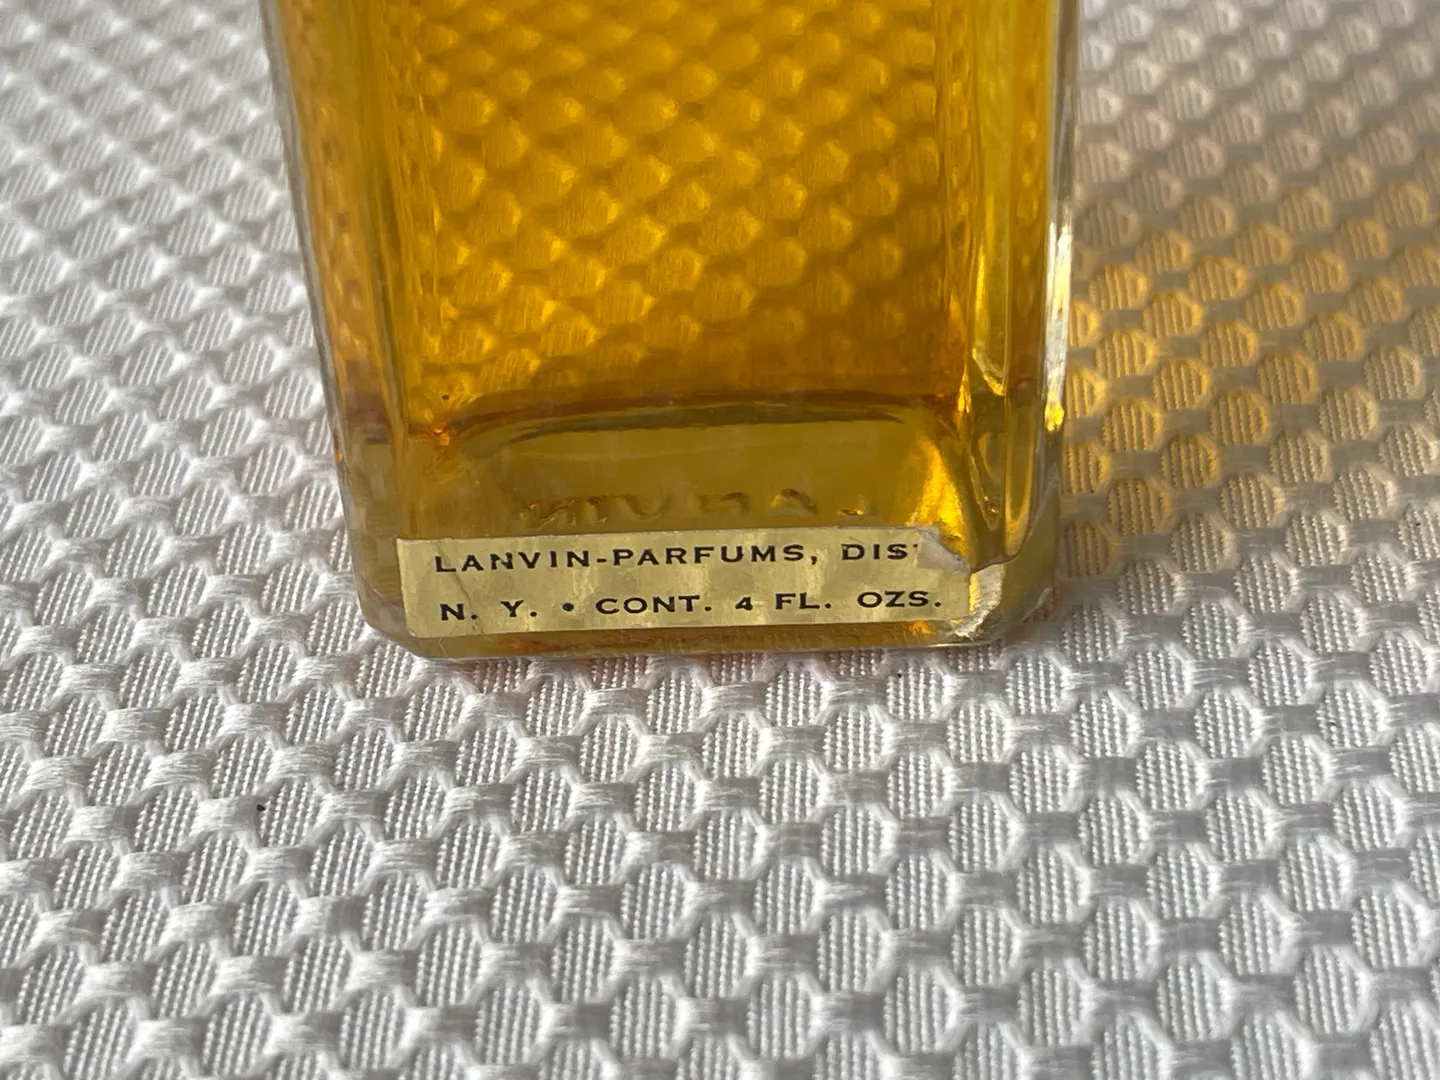 LANVIN-PARFUMS, DIS
N. Y. • CONT. 4 FL. OZS.